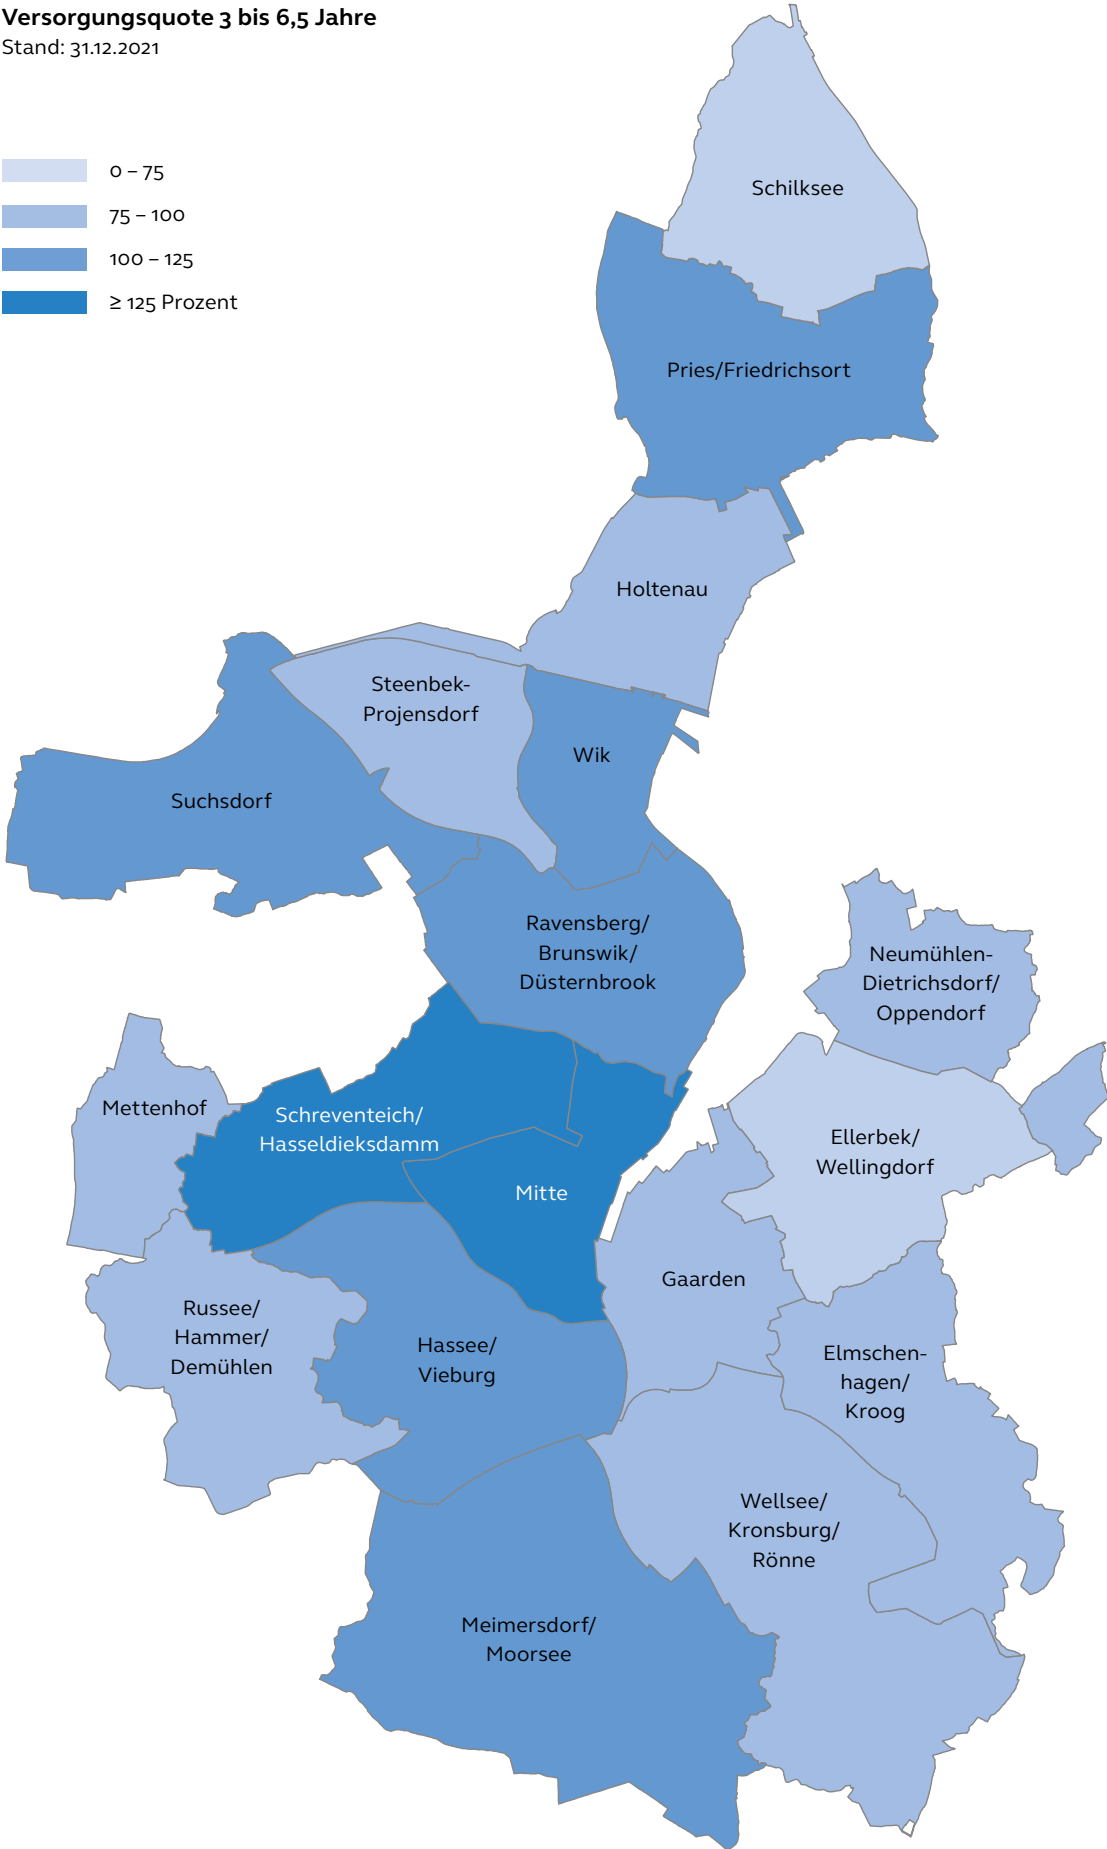 Versorgungsquote 3 bis 6,5 Jahre
Stand: 31.12.2021
0 – 75
75 – 100
100 – 125
≥ 125 Prozent
Schilksee
Pries/Friedrichsort
Holtenau
Steenbek-
Projensdorf
Wik
Suchsdorf
Ravensberg/
Brunswik/
Düsternbrook
Neumühlen-
Dietrichsdorf/
Oppendorf
Mettenhof
Schreventeich/
Hasseldieksdamm
Ellerbek/
Wellingdorf
Mitte
Gaarden
Russee/
Hammer/
Demühlen
Hassee/
Vieburg
Elmschen-
hagen/
Kroog
Wellsee/
Kronsburg/
Rönne
Meimersdorf/
Moorsee